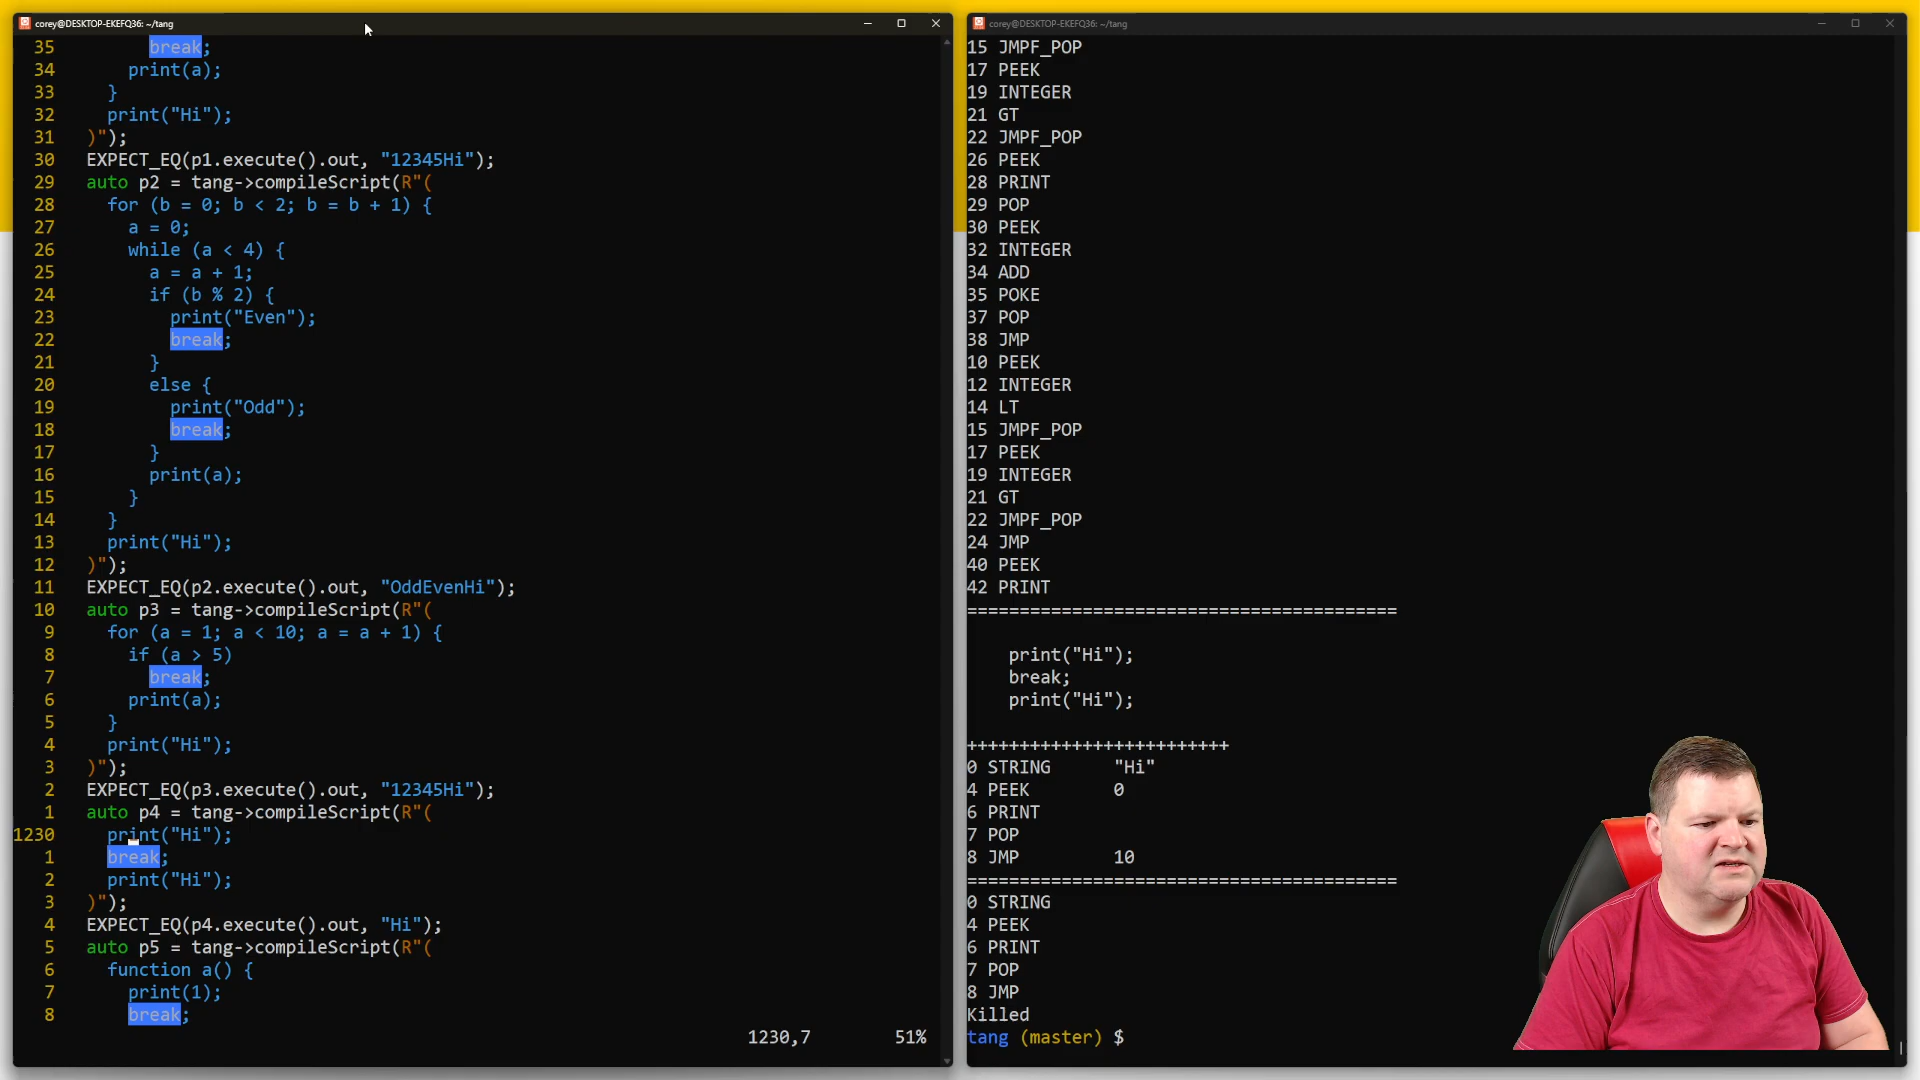 corey@DESKTOP-EKEFQ36: ~/tang
35 break;
34 print(a);
33 }
32 print("Hi");
31 )");
30 EXPECT_EQ(p1.execute().out, "12345Hi");
29 auto p2 = tang->compileScript(R"(
28 for (b = 0; b < 2; b = b + 1) {
27 a = 0;
26 while (a < 4) {
25 a = a + 1;
24 if (b % 2) {
23 print("Even");
22 break;
21 }
20 else {
19 print("Odd");
18 break;
17 }
16 print(a);
15 }
14 }
13 print("Hi");
12 )");
11 EXPECT_EQ(p2.execute().out, "OddEvenHi");
10 auto p3 = tang->compileScript(R"(
9 for (a = 1; a < 10; a = a + 1) {
8 if (a > 5)
7 break;
6 print(a);
5 }
4 print("Hi");
3 )");
2 EXPECT_EQ(p3.execute().out, "12345Hi");
1 auto p4 = tang->compileScript(R"(
1230 print("Hi");
1 break;
2 print("Hi");
3 )");
4 EXPECT_EQ(p4.execute().out, "Hi");
5 auto p5 = tang->compileScript(R"(
6 function a() {
7 print(1);
8 break;
1230,7 51%
corey@DESKTOP-EKEFQ36: ~/tang
15 JMPF_POP
17 PEEK
19 INTEGER
21 GT
22 JMPF_POP
26 PEEK
28 PRINT
29 POP
30 PEEK
32 INTEGER
34 ADD
35 POKE
37 POP
38 JMP
10 PEEK
12 INTEGER
14 LT
15 JMPF_POP
17 PEEK
19 INTEGER
21 GT
22 JMPF_POP
24 JMP
40 PEEK
42 PRINT
=========================================
print("Hi");
break;
print("Hi");
+++++++++++++++++++++++++
0 STRING "Hi"
4 PEEK 0
6 PRINT
7 POP
8 JMP 10
=========================================
0 STRING
4 PEEK
6 PRINT
7 POP
8 JMP
Killed
tang (master) $